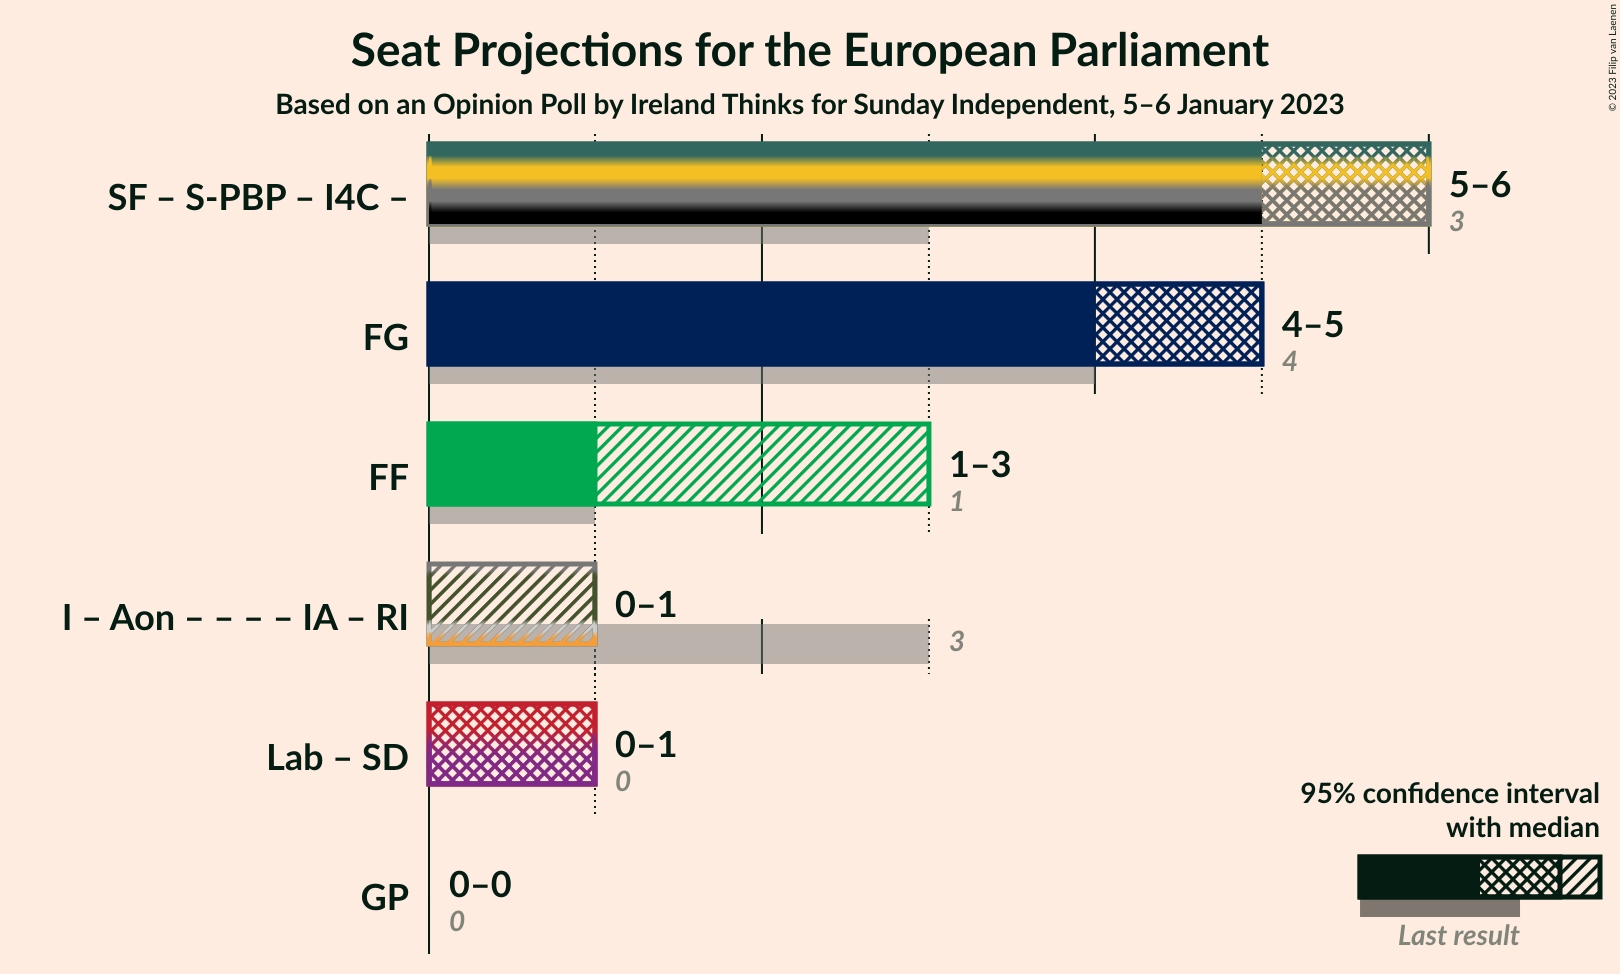 Seat Projections for the European Parliament
Based on an Opinion Poll by Ireland Thinks for Sunday Independent, 5–6 January 2023
© 2023 Filip van Laenen
SF – S-PBP – I4C –
5–6
3
FG
4–5
4
FF
1–3
1
I – Aon – – – – IA – RI
0–1
3
Lab – SD
0–1
0
GP
0–0
0
95% confidence interval
with median
Last result